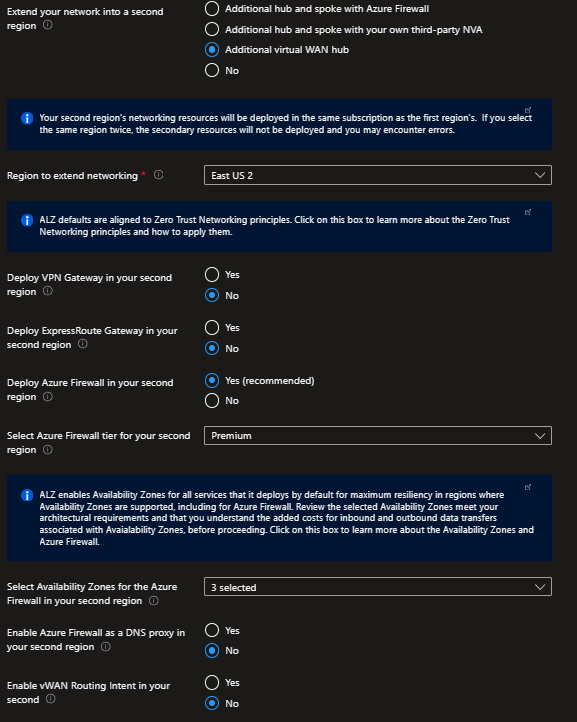 Extend your network into a second
region
Additional hub and spoke with Azure Firewall
Additional hub and spoke with your own third-party NVA
Additional virtual WAN hub
No
Your second region's networking resources will be deployed in the same subscription as the first region's. If you select
the same region twice, the secondary resources will not be deployed and you may encounter errors.
Region to extend networking *
East US 2
ALZ defaults are aligned to Zero Trust Networking principles. Click on this box to learn more about the Zero Trust
Networking principles and how to apply them.
Deploy VPN Gateway in your second
region
Yes
No
Deploy ExpressRoute Gateway in your
second region
Yes
No
Deploy Azure Firewall in your second
region
Yes (recommended)
No
Select Azure Firewall tier for your second
region
Premium
ALZ enables Availability Zones for all services that it deploys by default for maximum resiliency in regions where
Availability Zones are supported, including for Azure Firewall. Review the selected Availability Zones meet your
architectural requirements and that you understand the added costs for inbound and outbound data transfers
associated with Avaialability Zones, before proceeding. Click on this box to learn more about the Availability Zones and
Azure Firewall.
Select Availability Zones for the Azure
Firewall in your second region
3 selected
Enable Azure Firewall as a DNS proxy in
your second region
Yes
No
Enable vWAN Routing Intent in your
second
Yes
No